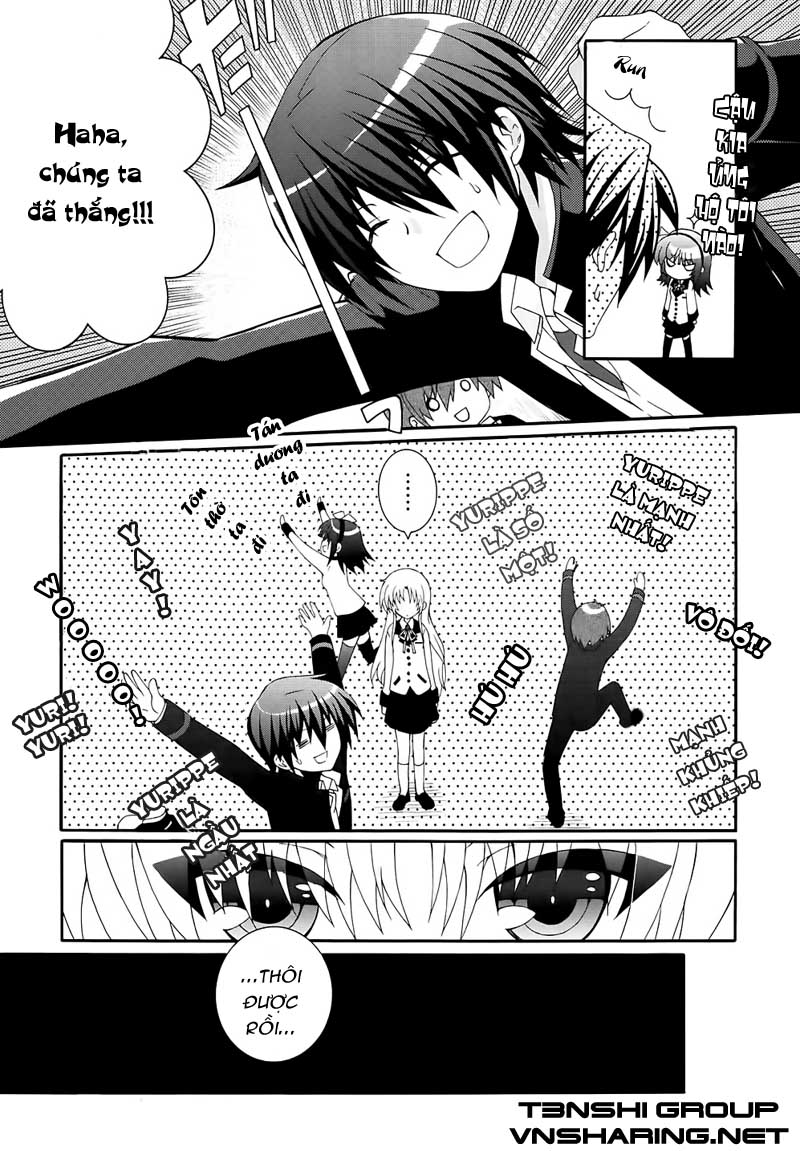 Run
CẬU
KIA
ỦNG
HỘ TÔI
NÀO!
Haha,
chúng ta
đã thắng!!!
YURIPPE
LÀ MẠNH
NHẤT!
YURIPPE
LÀ SỐ
MỘT!
......
Tán
dương
ta
đi
Tôn
thờ
ta
đi
YAY!
WOOOOO!
YURI!
YURI!
VÔ ĐỐI!
HÚ HÚ
MẠNH
KHỦNG
KHIẾP!
YURIPPE
LÀ
NGẦU
NHẤT
...THÔI
ĐƯỢC
RỒI...
T3NSHI GROUP
VNSHARING.NET